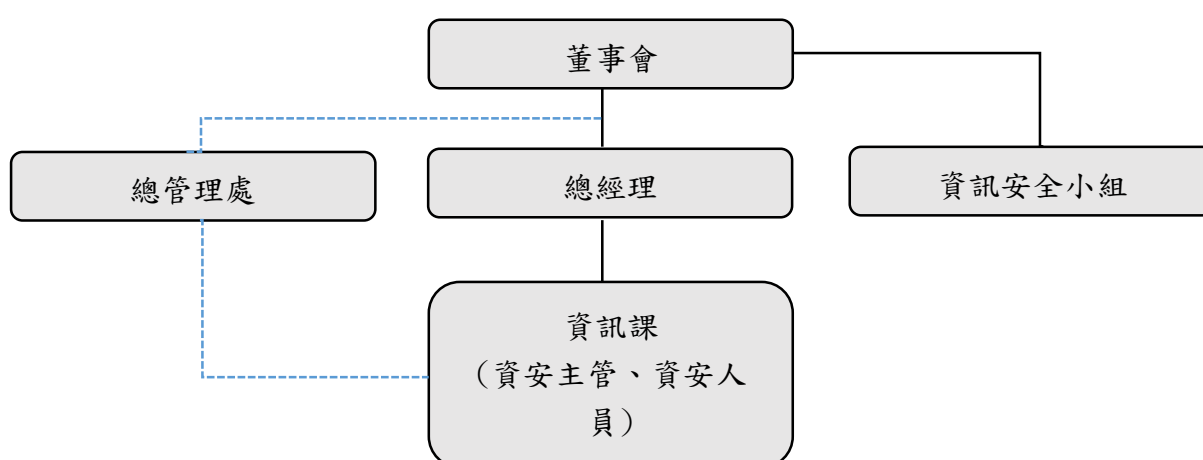 董事會
總管理處
總經理
資訊安全小組
資訊課
（資安主管、資安人
員）